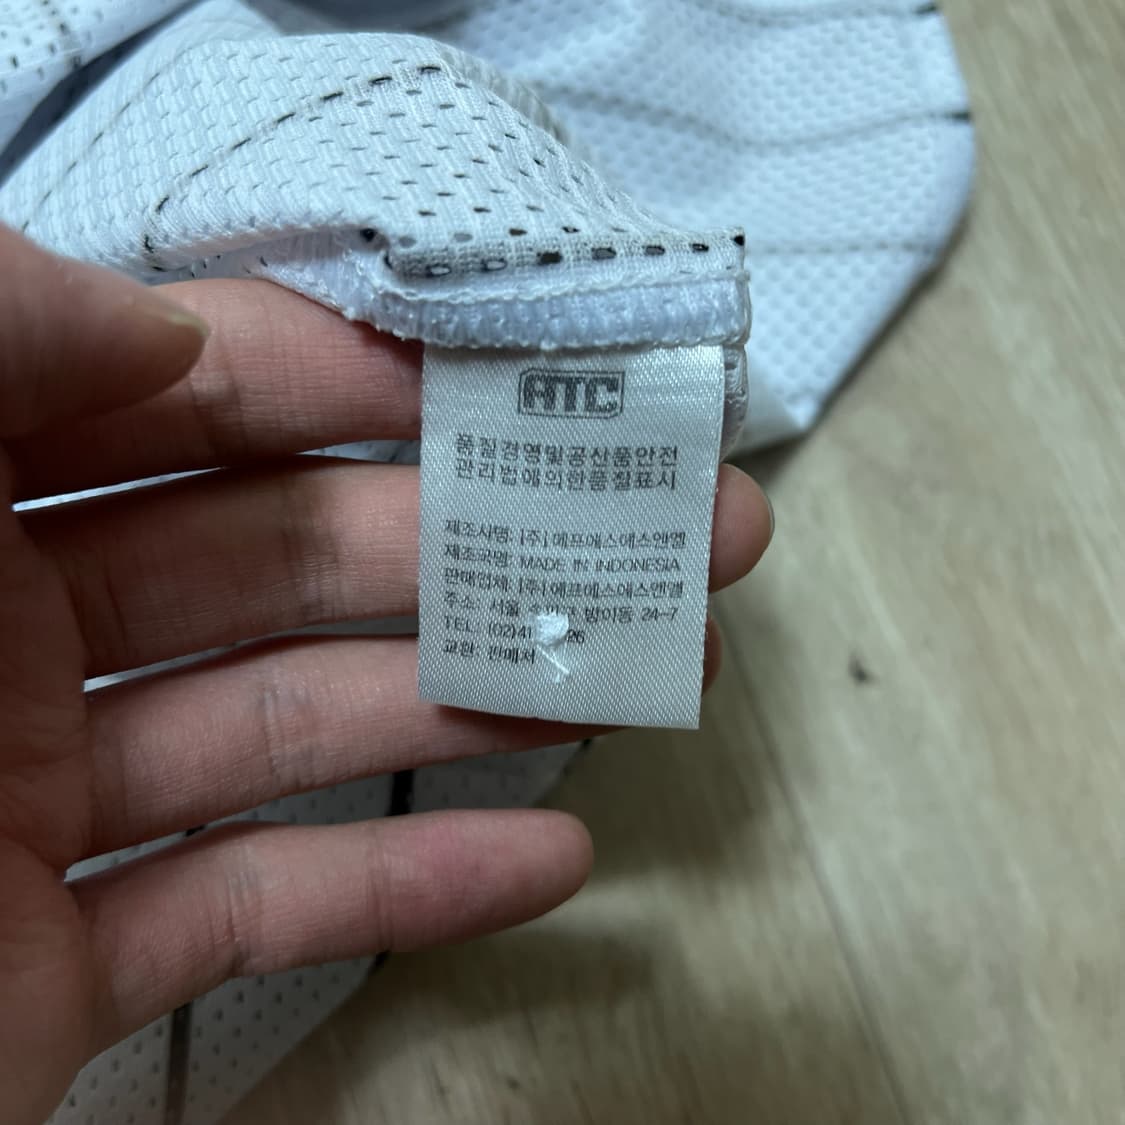 ATC
품질경영및공산품안전
관리법에의한품질표시
제조사명: (주)에프에스에스앤엘
제조국명: MADE IN INDONESIA
판매업체: (주)에프에스에스앤엘
주소: 서울 방이동 24-7
TEL: (02)41 26
교환: 판매처